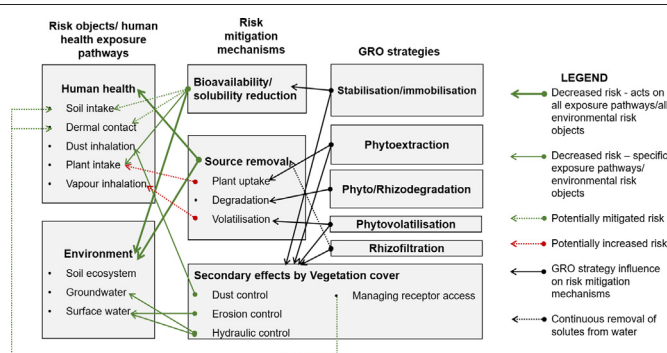 Risk objects/ human
health exposure
pathways
Risk
mitigation
mechanisms
GRO strategies
Human health
• Soil intake
• Dermal contact
• Dust inhalation
• Plant intake
• Vapour inhalation
Environment
• Soil ecosystem
• Groundwater
• Surface water
Bioavailability/
solubility reduction
Source removal
• Plant uptake
• Degradation
• Volatilisation
Stabilisation/immobilisation
Phytoextraction
Phyto/Rhizodegradation
Phytovolatilisation
Rhizofiltration
Secondary effects by Vegetation cover
• Dust control
• Erosion control
• Hydraulic control
• Managing receptor access
LEGEND
Decreased risk - acts on
all exposure pathways/all
environmental risk
objects
Decreased risk – specific
exposure pathways/
environmental risk
objects
Potentially mitigated risk
Potentially increased risk
GRO strategy influence
on risk mitigation
mechanisms
Continuous removal of
solutes from water